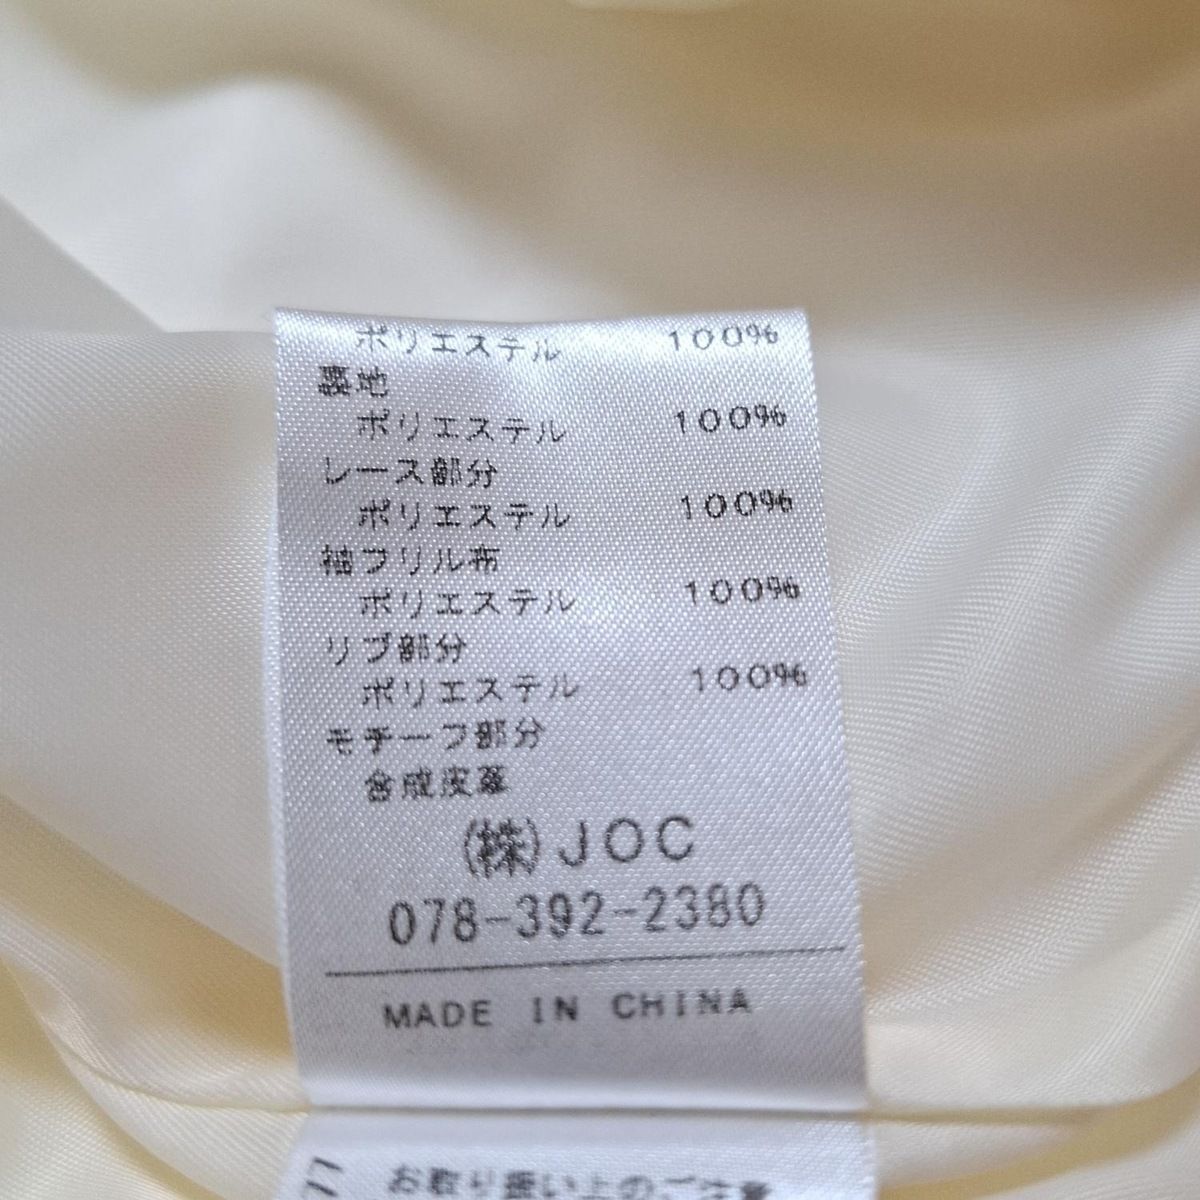 ポリエステル 100%
裏地
ポリエステル 100%
レース部分
ポリエステル 100%
袖フリル布
ポリエステル 100%
リブ部分
ポリエステル 100%
モチーフ部分
合成皮革
(株)JOC
078-392-2380
MADE IN CHINA
お取り扱い上のご注意